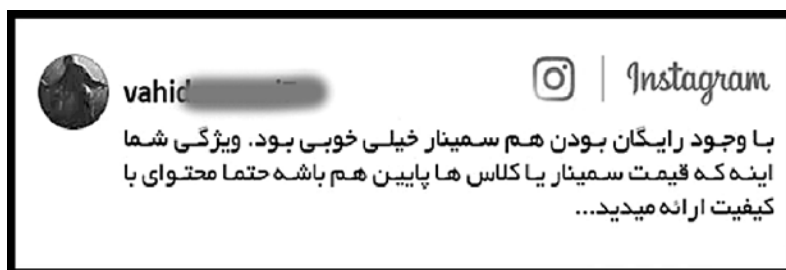 Instagram
vahid
با وجود رایگان بودن هم سمینار خیلی خوبی بود. ویژگی شما
اینه که قیمت سمینار یا کلاس ها پایین هم باشه حتما محتوای با
کیفیت ارائه میدید...